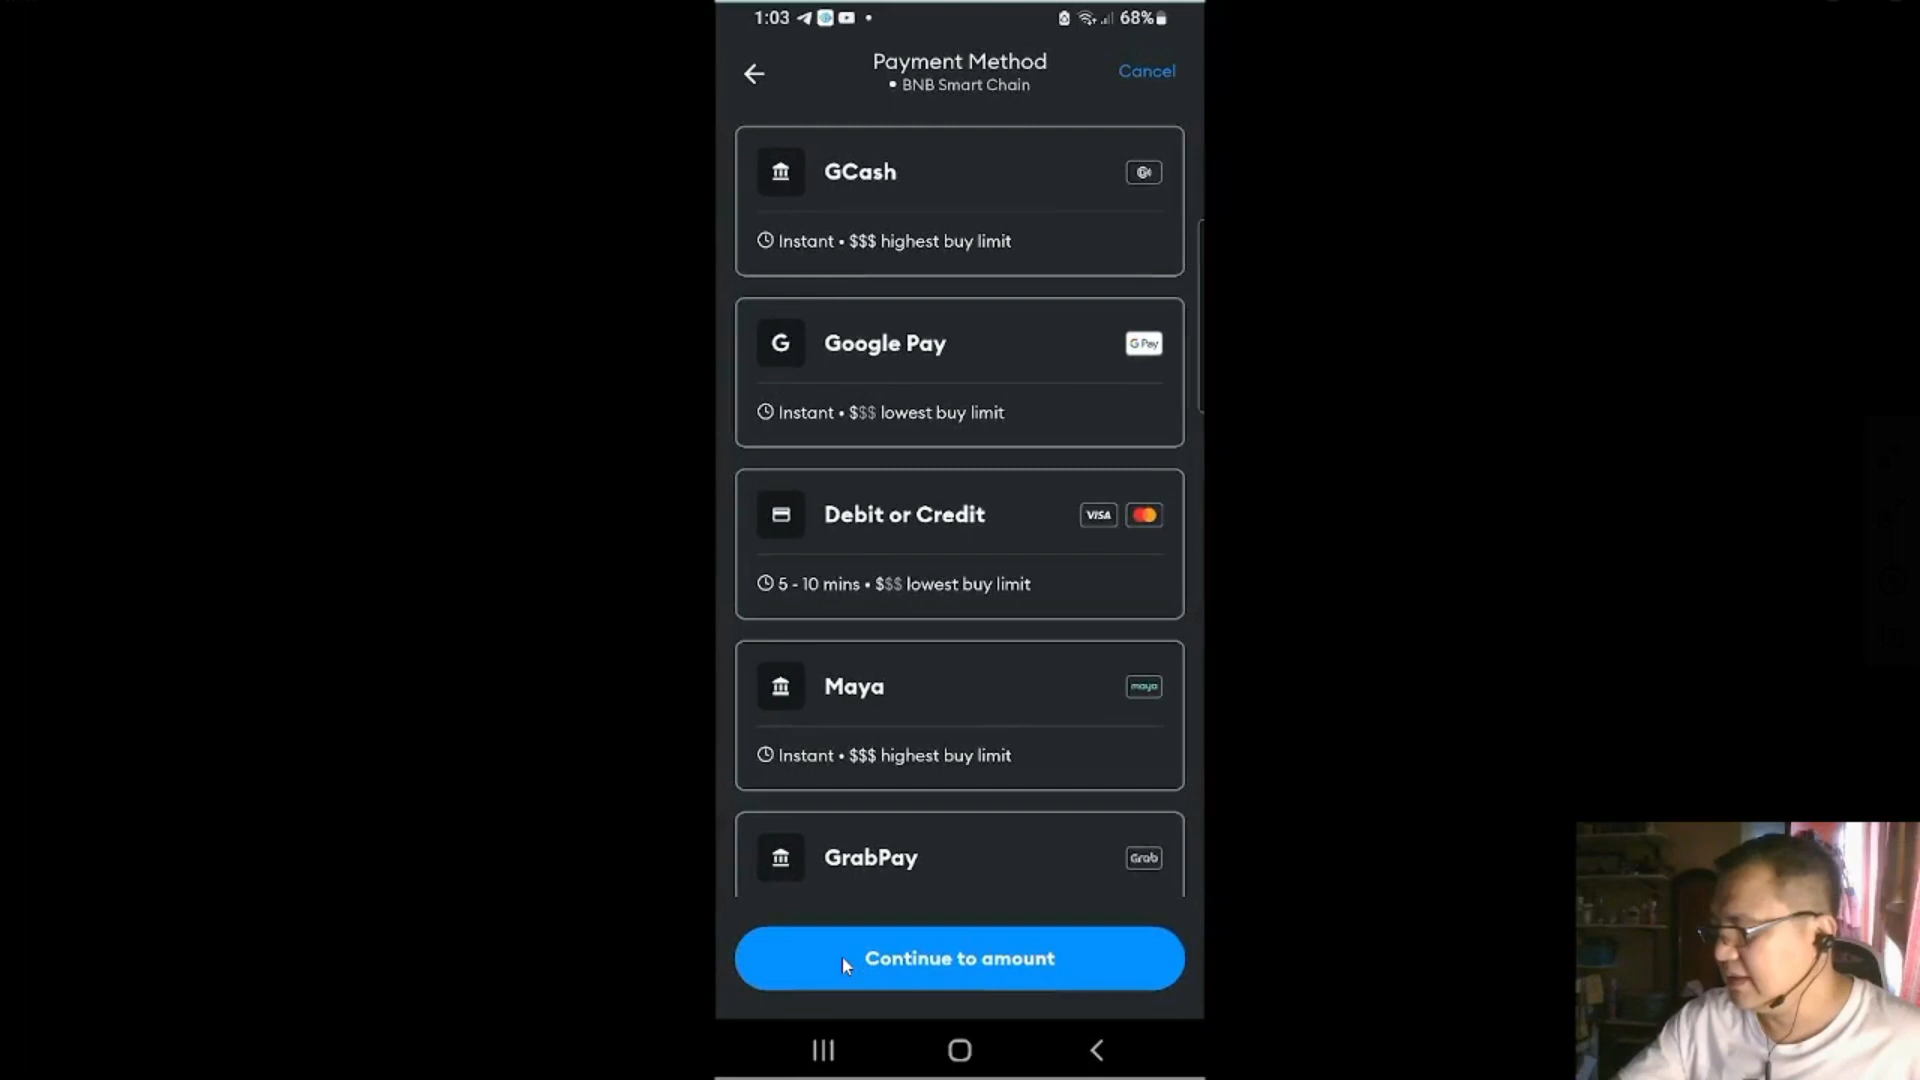 1:03
68%
Payment Method
• BNB Smart Chain
Cancel
GCash
Instant • $$$ highest buy limit
G Google Pay G Pay
Instant • $$$ lowest buy limit
Debit or Credit VISA
5 - 10 mins • $$$ lowest buy limit
Maya maya
Instant • $$$ highest buy limit
GrabPay Grab
Continue to amount